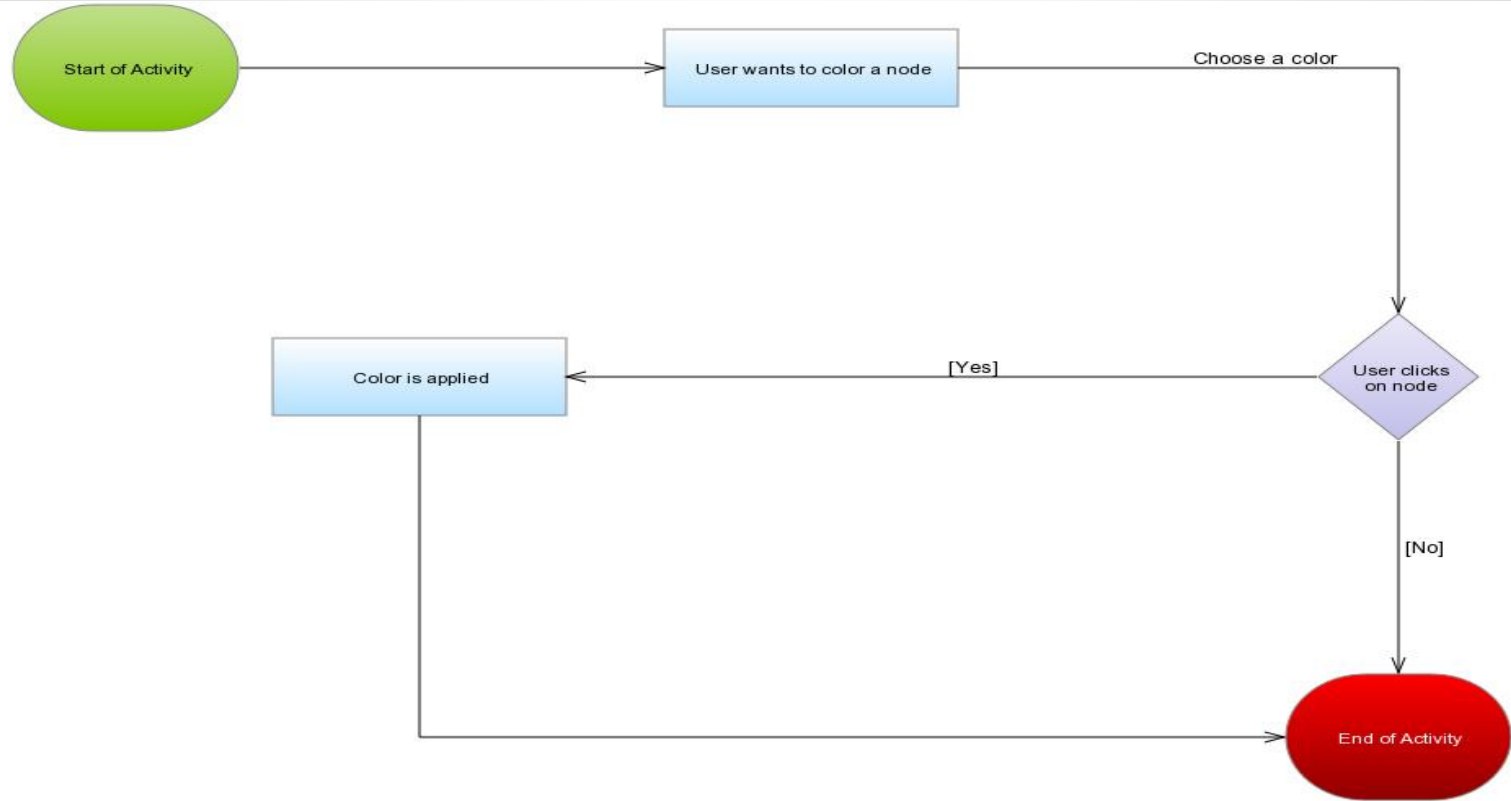 Start of Activity
User wants to color a node
Choose a color
Color is applied
[Yes]
User clicks
on node
[No]
End of Activity